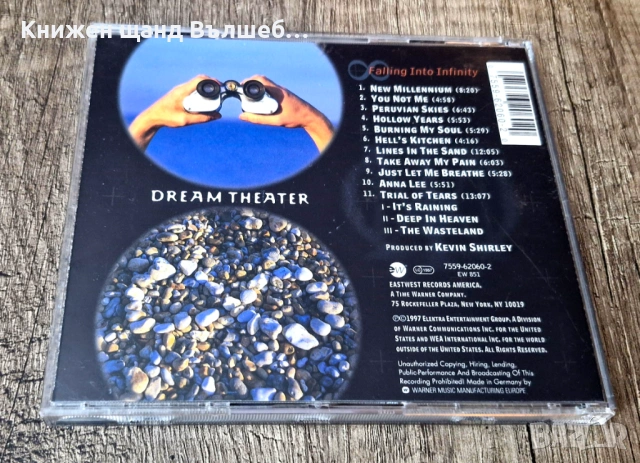 Книжен щанд Вълшеб...
Falling Into Infinity
1. New Millennium (8:20)
2. You Not Me (4:58)
3. Peruvian Skies (6:43)
4. Hollow Years (5:53)
5. Burning My Soul (5:29)
6. Hell's Kitchen (4:16)
7. Lines In The Sand (12:05)
8. Take Away My Pain (6:03)
9. Just Let Me Breathe (5:28)
10. Anna Lee (5:51)
11. Trial of Tears (13:07)
I - It's Raining
II - Deep In Heaven
III - The Wasteland
Produced by Kevin Shirley
DREAM THEATER
7559-62060-2
EW 851
EastWest Records America.
A Time Warner Company.
75 Rockefeller Plaza, New York, NY 10019
℗©1997 Elektra Entertainment Group. A Division
of Warner Communications Inc. for the United
States and WEA International Inc. for the world
outside of the United States. All Rights Reserved.
Unauthorized Copying, Hiring, Lending,
Public Performance And Broadcasting Of This
Recording Prohibited! Made in Germany by
WARNER MUSIC MANUFACTURING EUROPE